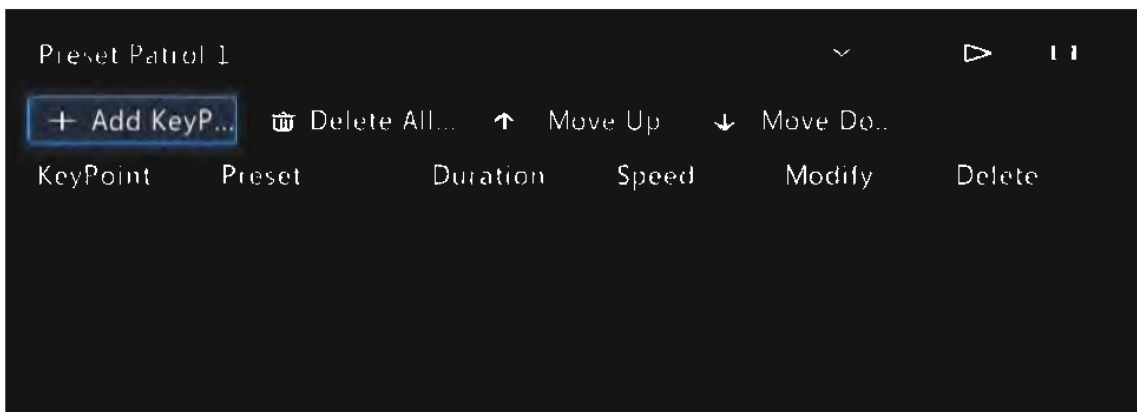 Preset Patrol 1
+ Add KeyP... Delete All... ↑ Move Up ↓ Move Do..
KeyPoint Preset Duration Speed Modify Delete